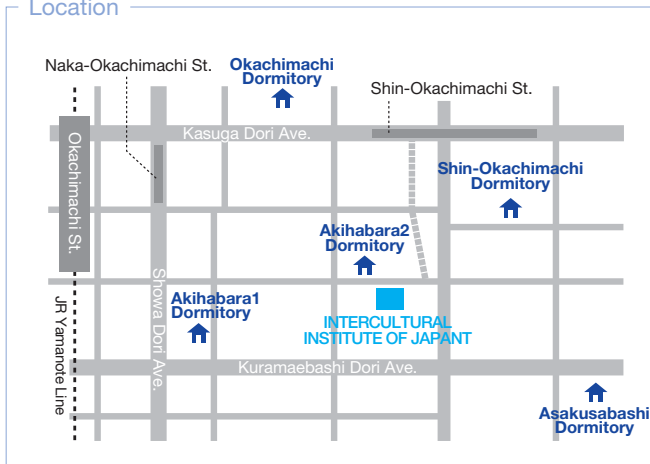 Location
Naka-Okachimachi St.
Okachimachi
Dormitory
Shin-Okachimachi St.
Kasuga Dori Ave.
Okachimachi St.
Shin-Okachimachi
Dormitory
Akihabara2
Dormitory
Showa Dori Ave.
Akihabara1
Dormitory
JR Yamanote Line
INTERCULTURAL
INSTITUTE OF JAPANT
Kuramaebashi Dori Ave.
Asakusabashi
Dormitory